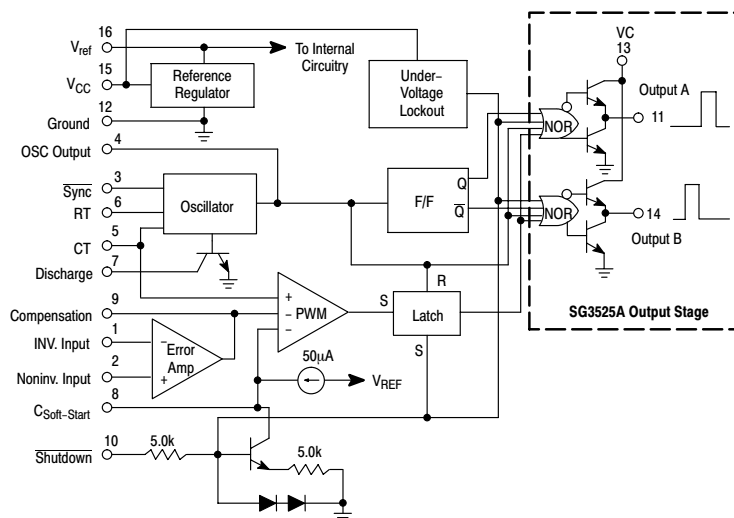 16
Vref
15
VCC
12
Ground
4
OSC Output
3
Sync
6
RT
5
CT
7
Discharge
9
Compensation
1
INV. Input
2
Noninv. Input
8
CSoft-Start
10
Shutdown
To Internal
Circuitry
Reference
Regulator
Under-
Voltage
Lockout
Oscillator
F/F
Q
Q
PWM
+
−
−
S
R
Latch
S
Error
Amp
−
+
50µA
VREF
5.0k
5.0k
VC
13
NOR
Output A
11
NOR
14
Output B
SG3525A Output Stage